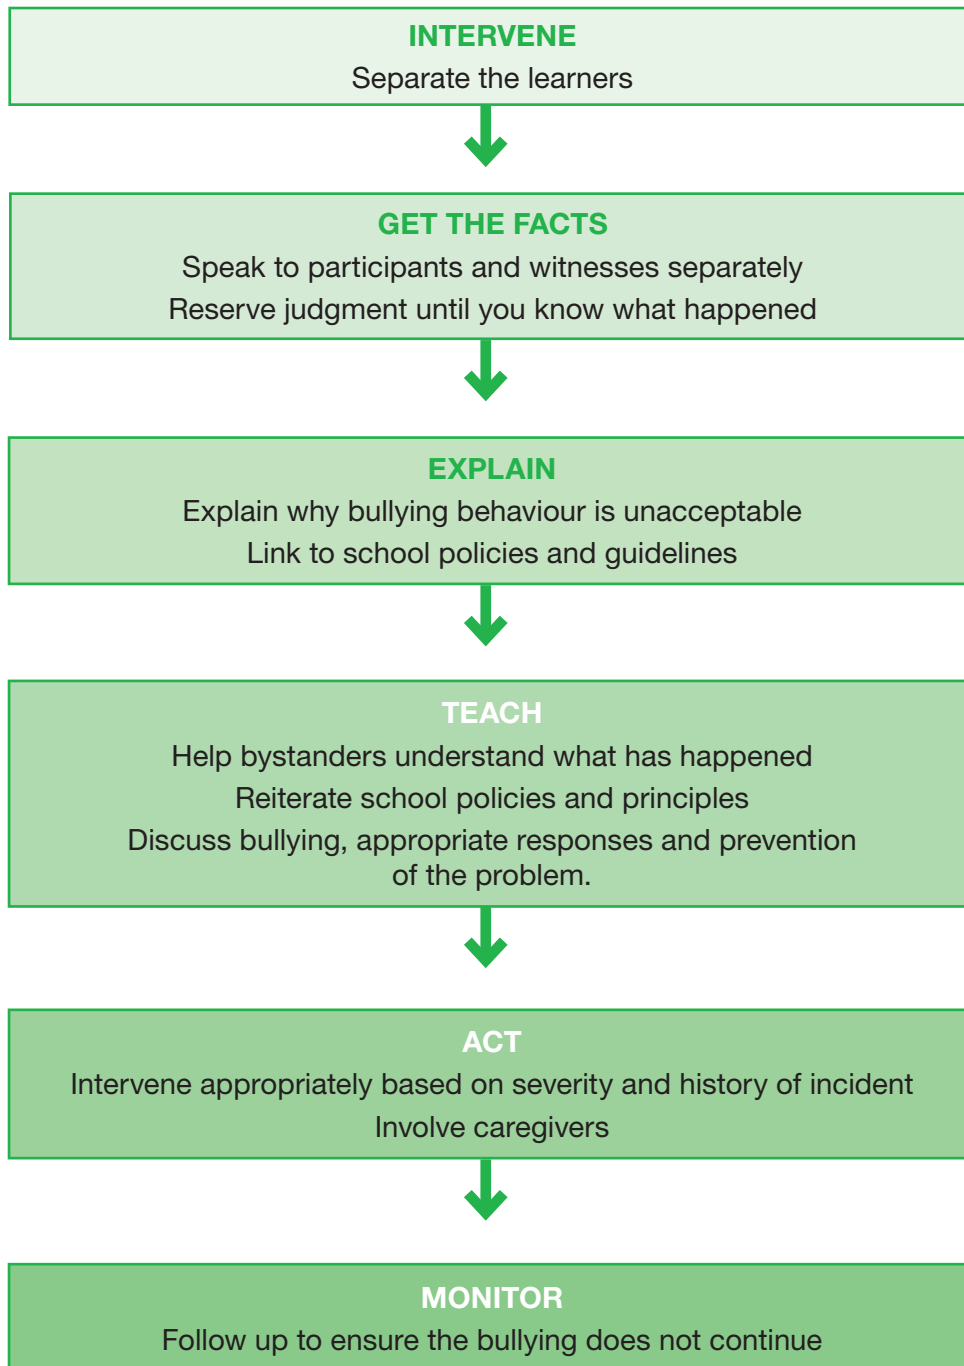 INTERVENE
Separate the learners
GET THE FACTS
Speak to participants and witnesses separately
Reserve judgment until you know what happened
EXPLAIN
Explain why bullying behaviour is unacceptable
Link to school policies and guidelines
TEACH
Help bystanders understand what has happened
Reiterate school policies and principles
Discuss bullying, appropriate responses and prevention
of the problem.
ACT
Intervene appropriately based on severity and history of incident
Involve caregivers
MONITOR
Follow up to ensure the bullying does not continue